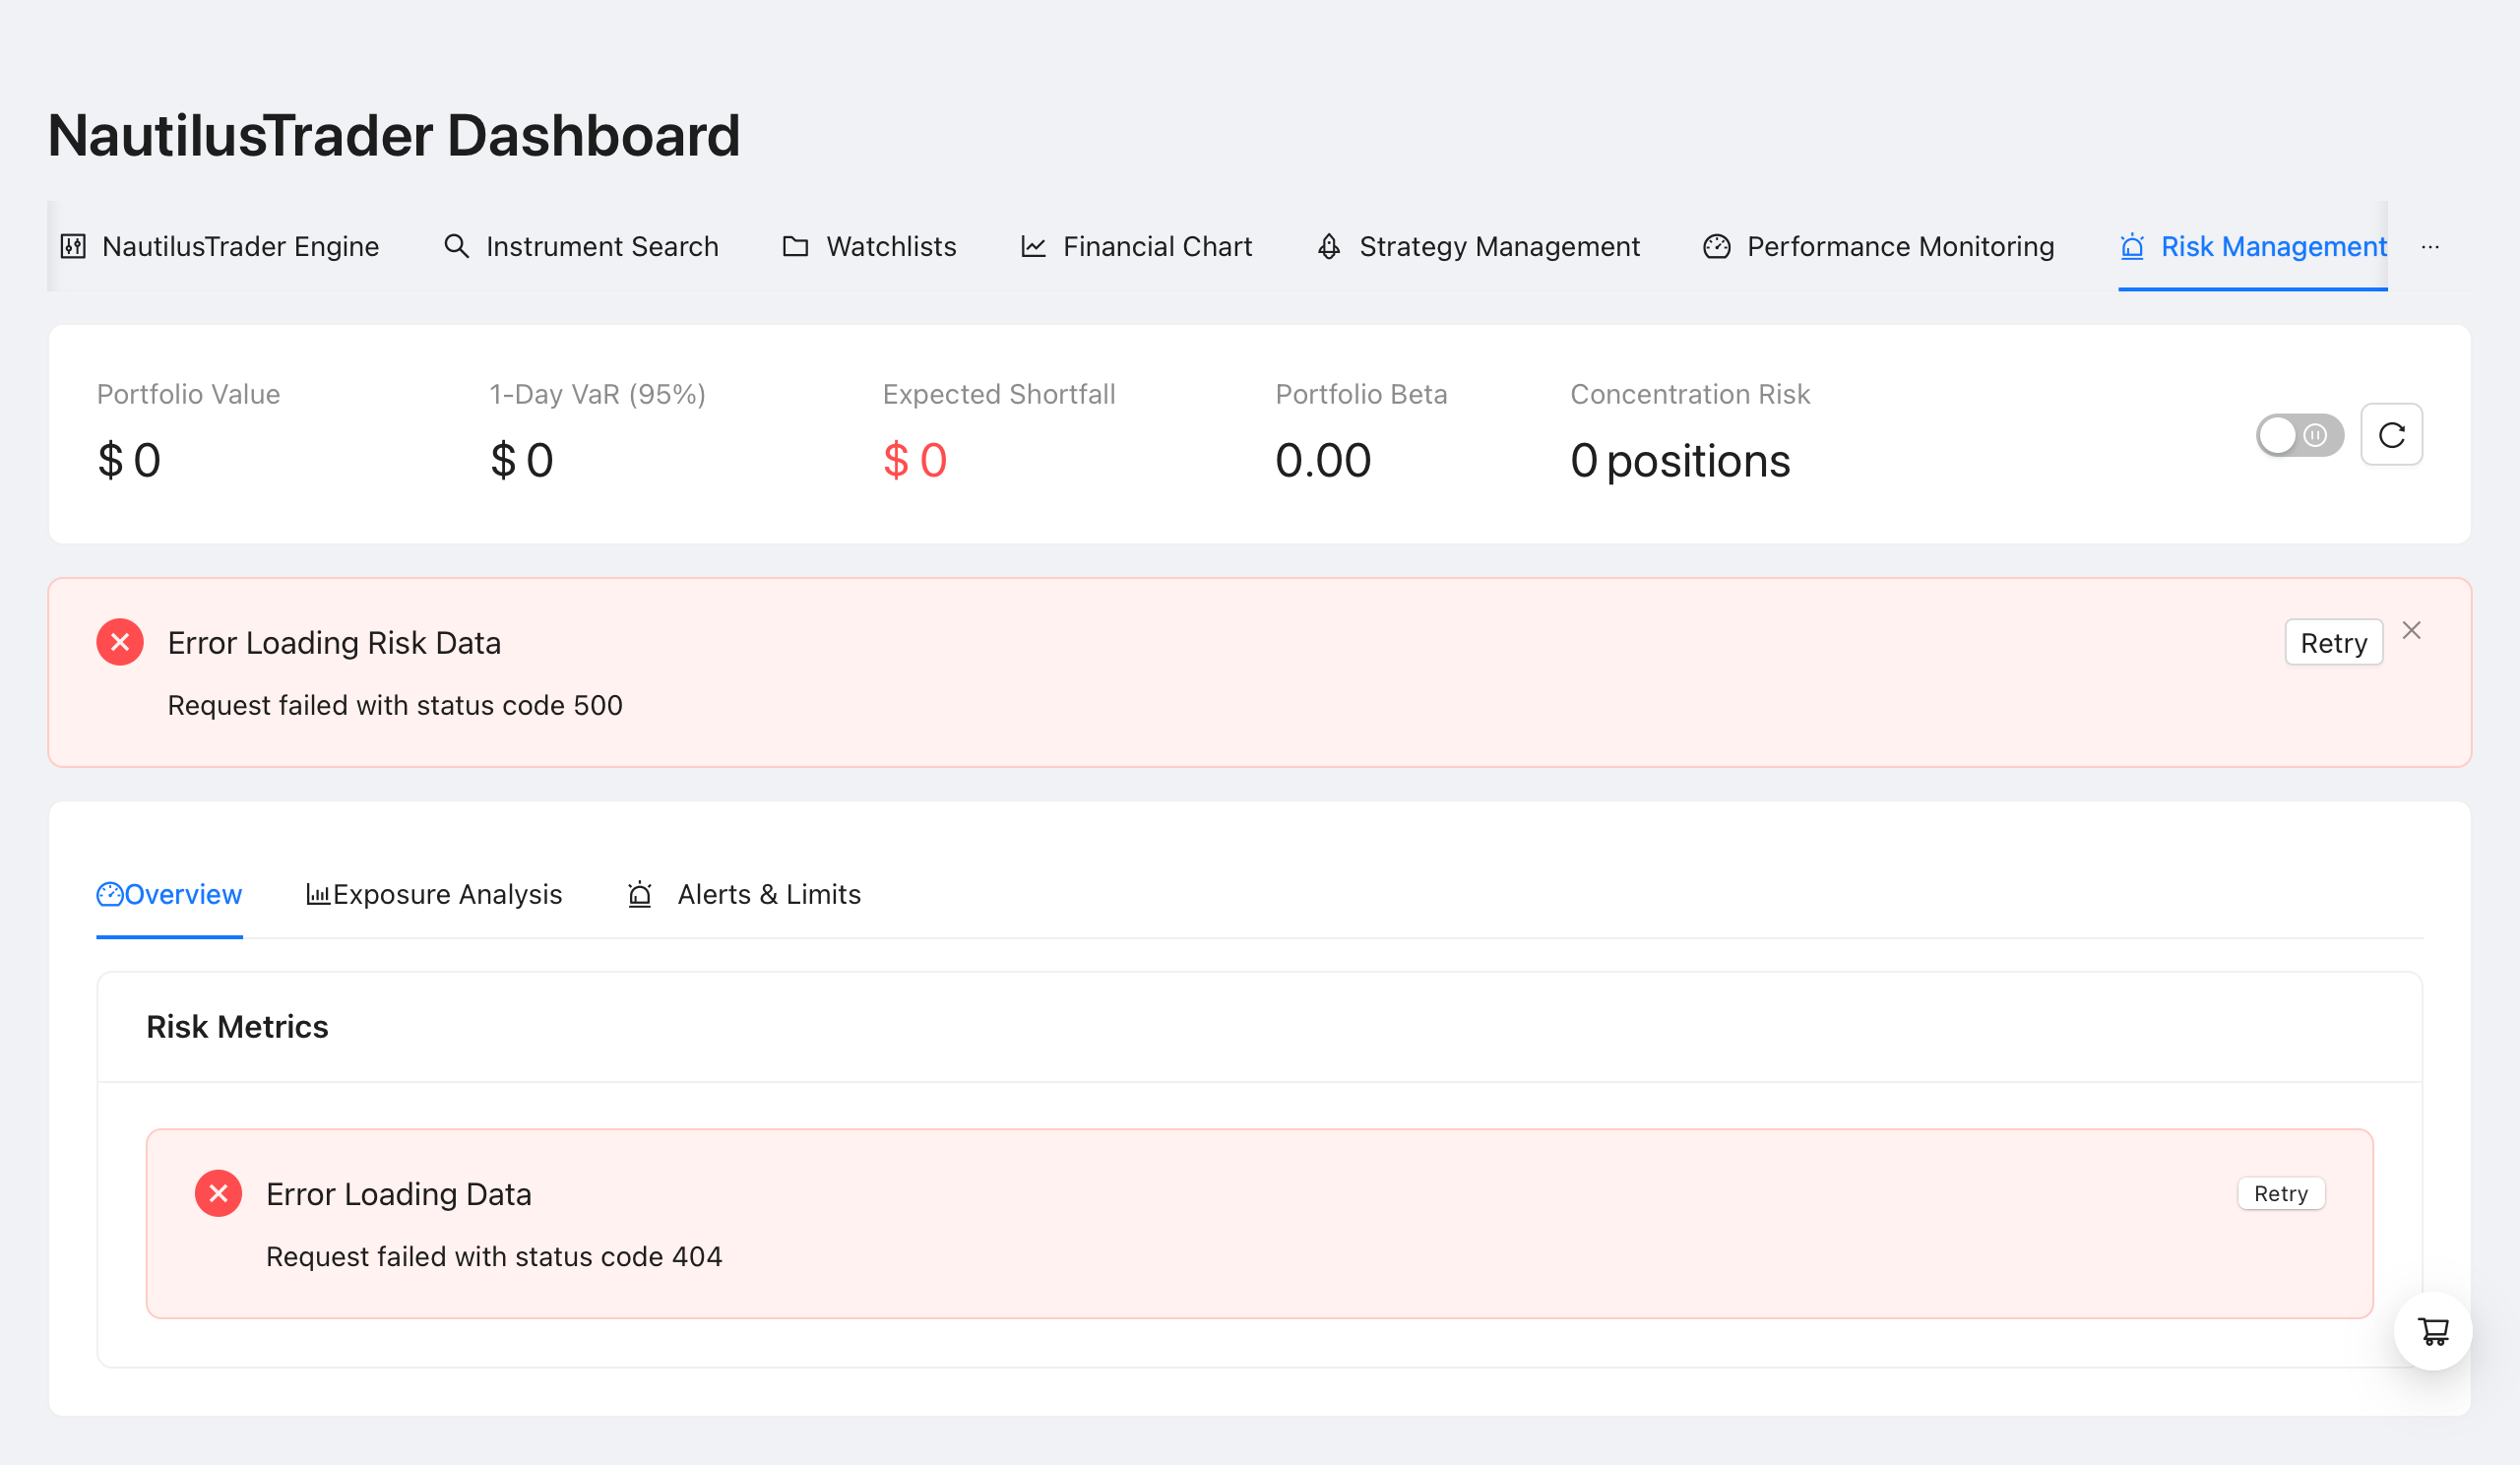 NautilusTrader Dashboard
NautilusTrader Engine Instrument Search Watchlists Financial Chart Strategy Management Performance Monitoring Risk Management ...
Portfolio Value 1-Day VaR (95%) Expected Shortfall Portfolio Beta Concentration Risk
$ 0 $ 0 $ 0 0.00 0 positions
Error Loading Risk Data Retry
Request failed with status code 500
Overview Exposure Analysis Alerts & Limits
Risk Metrics
Error Loading Data Retry
Request failed with status code 404